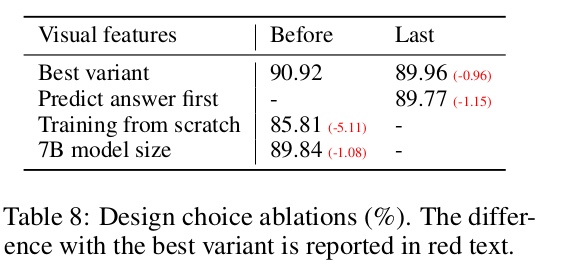 Visual features Before Last
Best variant 90.92 89.96 (-0.96)
Predict answer first - 89.77 (-1.15)
Training from scratch 85.81 (-5.11) -
7B model size 89.84 (-1.08) -
Table 8: Design choice ablations (%). The differ-
ence with the best variant is reported in red text.